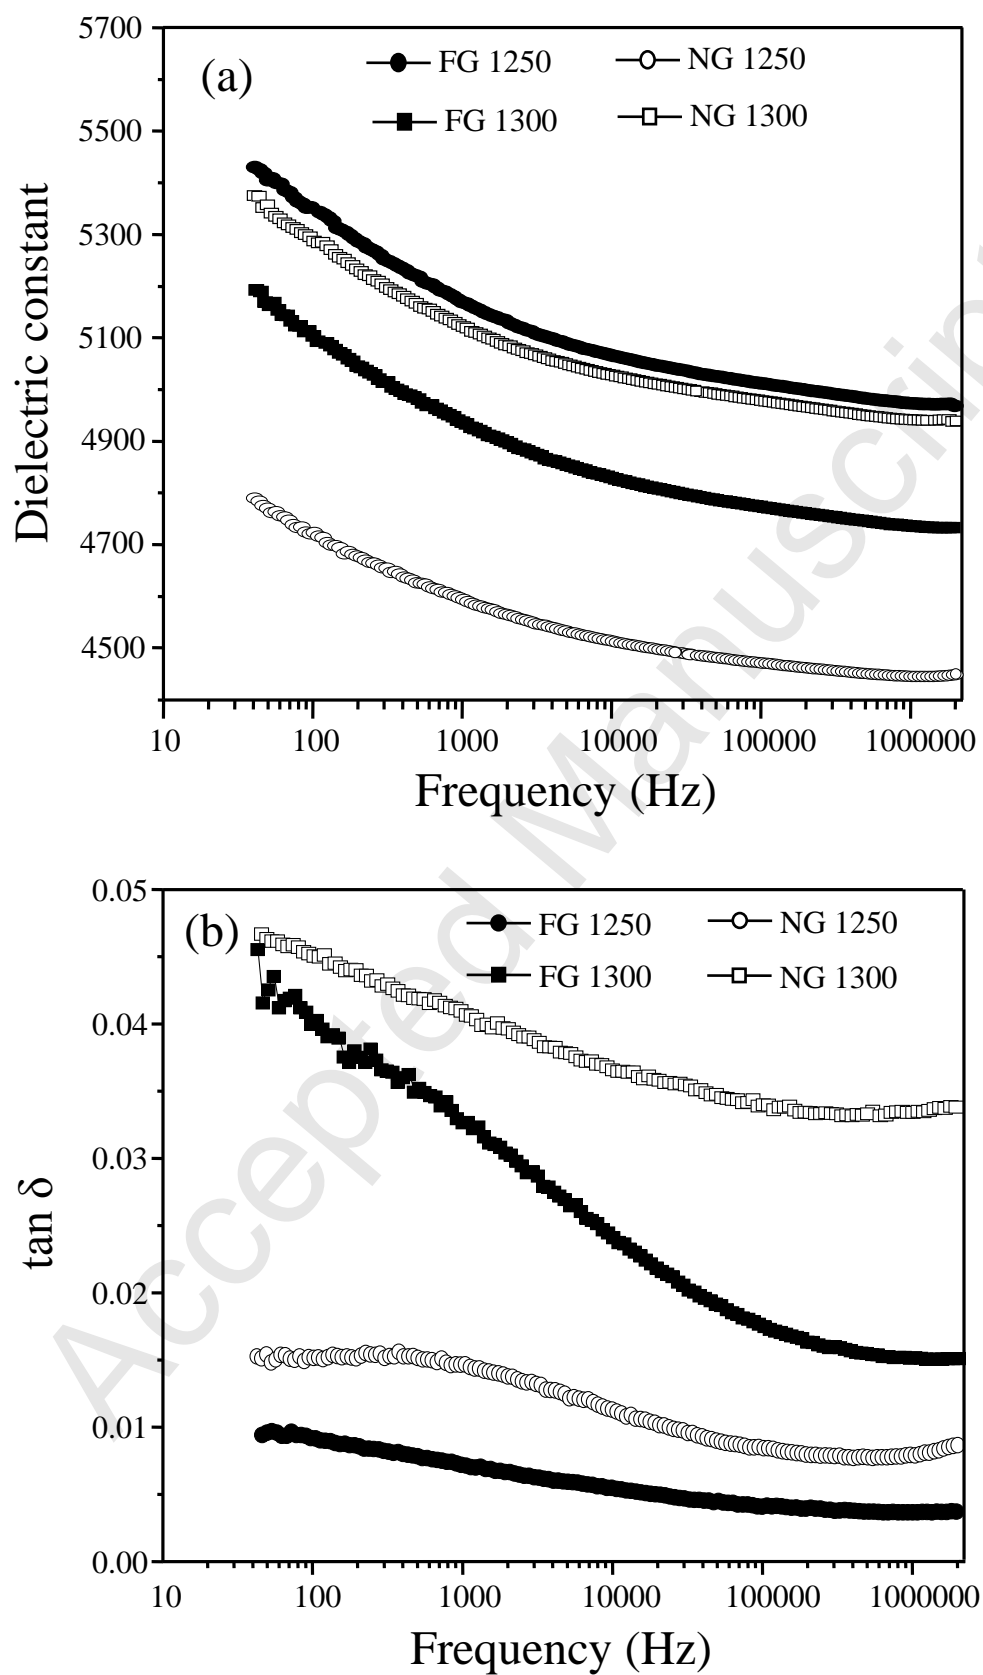 5700
(a)
FG 1250
NG 1250
FG 1300
NG 1300
5500
5300
5100
4900
4700
4500
Dielectric constant
10
100
1000
10000
100000
1000000
Frequency (Hz)
0.05
(b)
FG 1250
NG 1250
FG 1300
NG 1300
0.04
0.03
0.02
0.01
0.00
tan δ
10
100
1000
10000
100000
1000000
Frequency (Hz)
Accepted Manuscrip